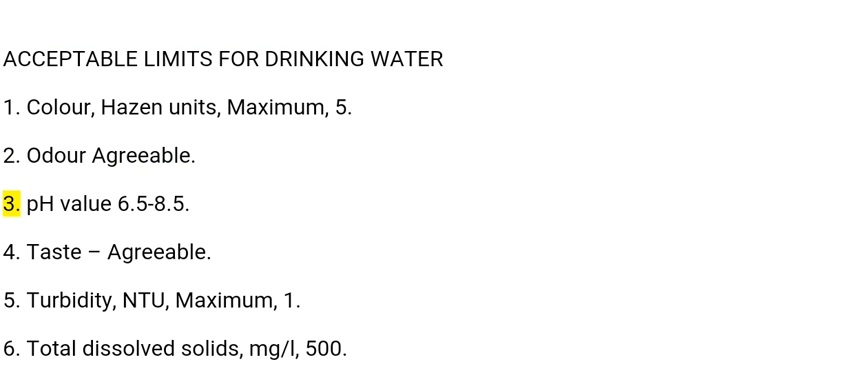 ACCEPTABLE LIMITS FOR DRINKING WATER
1. Colour, Hazen units, Maximum, 5.
2. Odour Agreeable.
3. pH value 6.5-8.5.
4. Taste – Agreeable.
5. Turbidity, NTU, Maximum, 1.
6. Total dissolved solids, mg/l, 500.